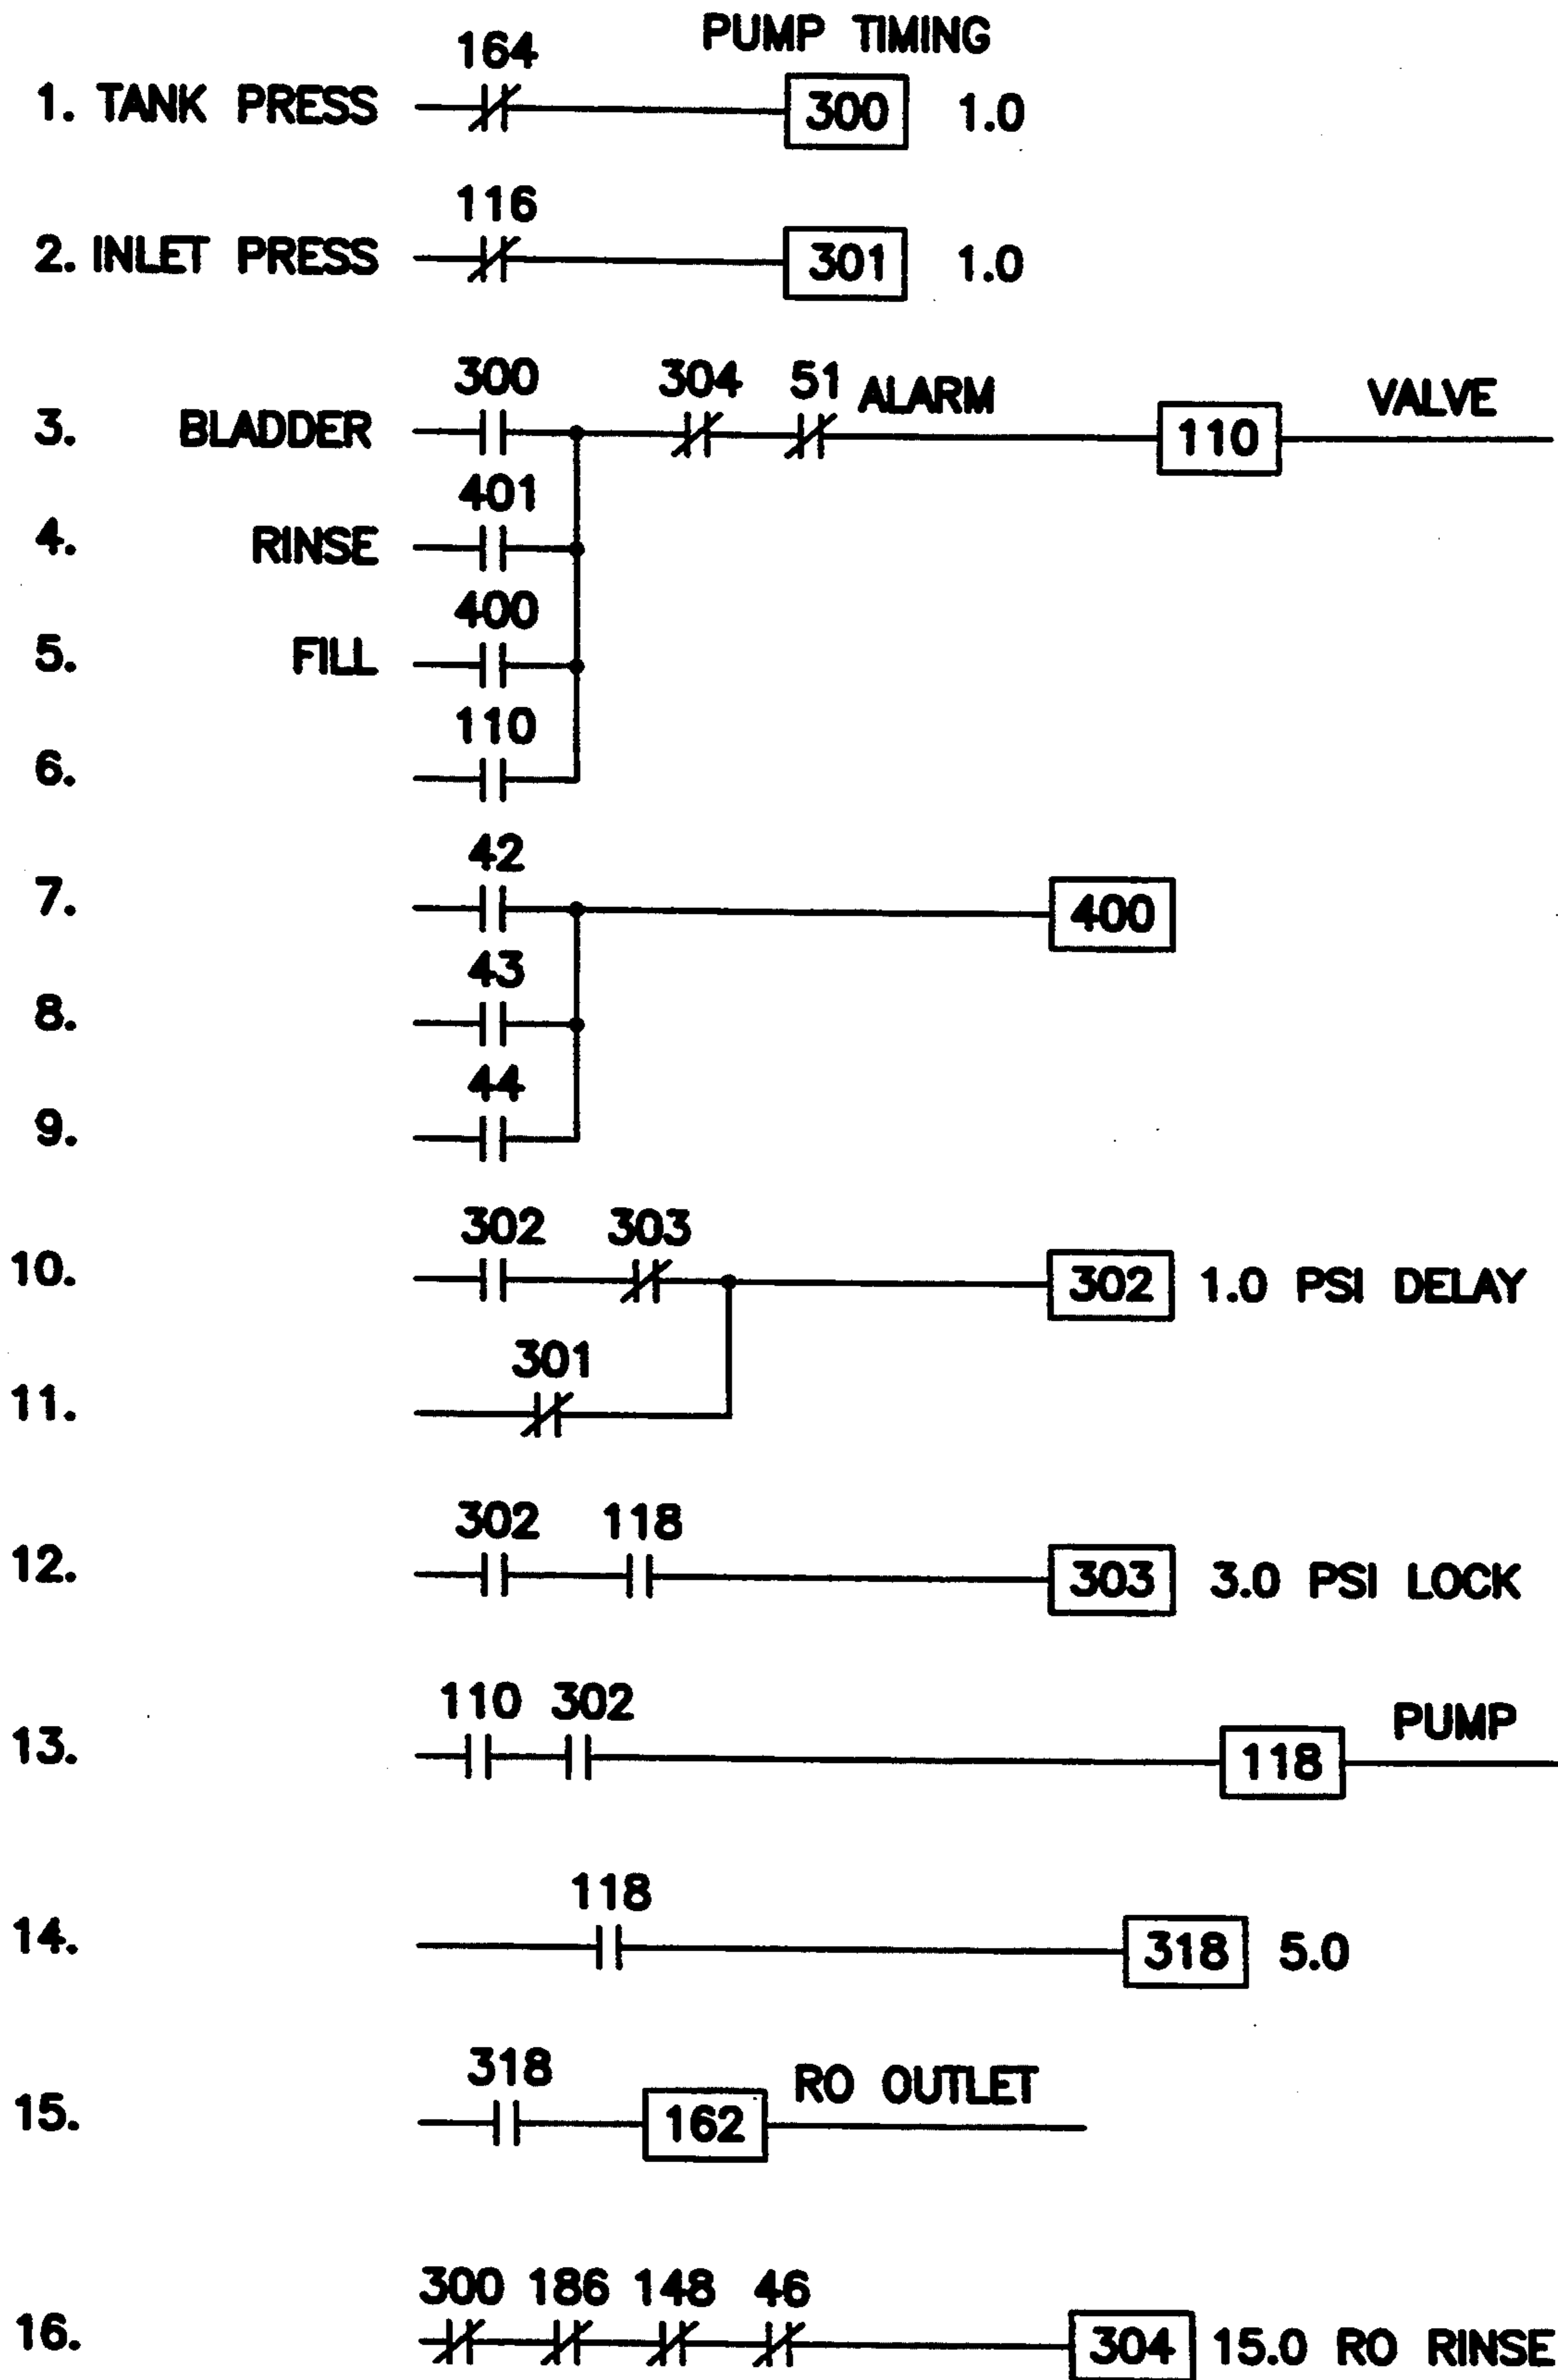 PUMP TIMING
164
1. TANK PRESS 300 1.0
116
2. INLET PRESS 301 1.0
300 304 51 ALARM VALVE
3. BLADDER 110
401
4. RINSE
400
5. FILL
110
6.
42
7. 400
43
8.
44
9.
302 303
10. 302 1.0 PSI DELAY
301
11.
302 118
12. 303 3.0 PSI LOCK
110 302 PUMP
13. 118
118
14. 318 5.0
318 RO OUTLET
15. 162
300 186 148 46
16. 304 15.0 RO RINSE